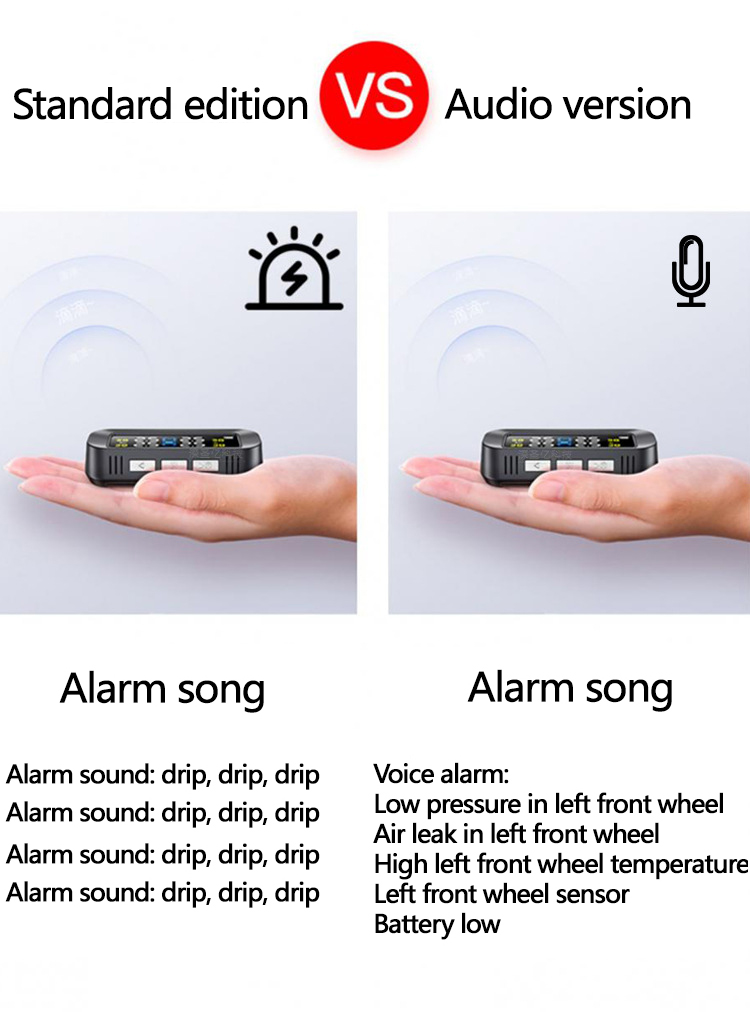 Standard edition VS Audio version
滴滴~
滴滴~
Alarm song
Alarm song
Alarm sound: drip, drip, drip
Alarm sound: drip, drip, drip
Alarm sound: drip, drip, drip
Alarm sound: drip, drip, drip
Voice alarm:
Low pressure in left front wheel
Air leak in left front wheel
High left front wheel temperature
Left front wheel sensor
Battery low